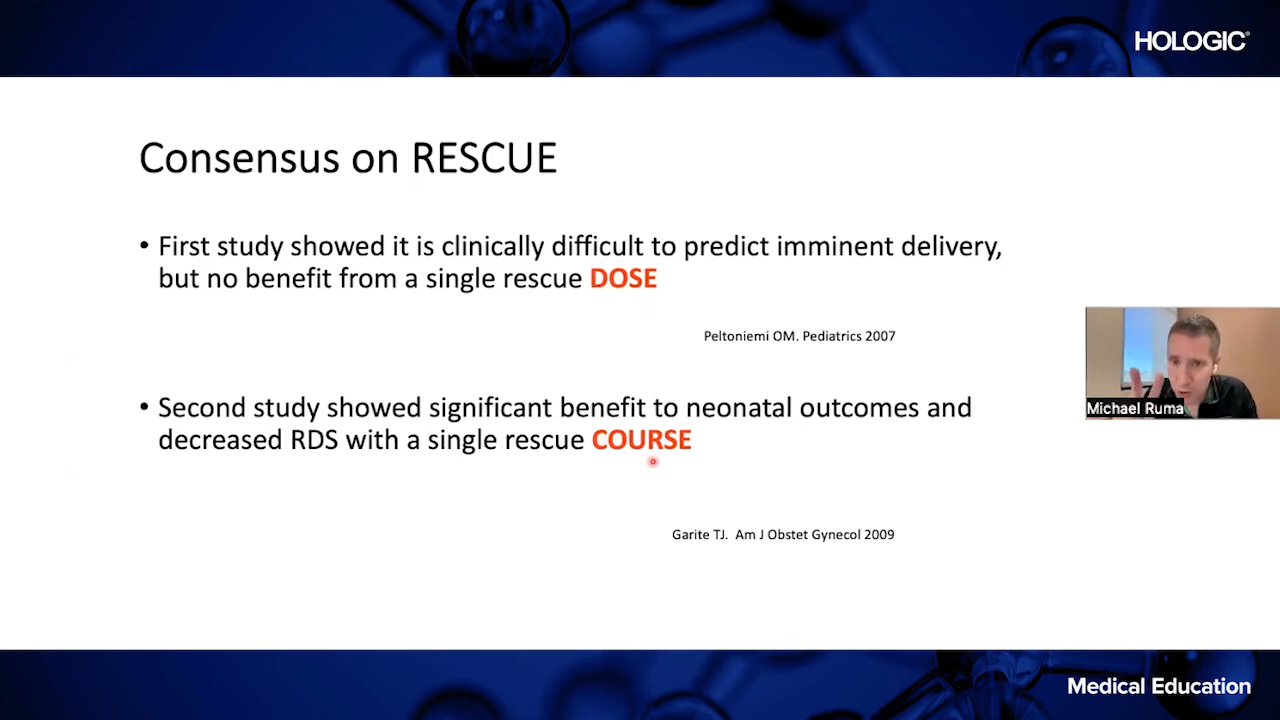 HOLOGIC®
Consensus on RESCUE
• First study showed it is clinically difficult to predict imminent delivery,
but no benefit from a single rescue DOSE
Peltoniemi OM. Pediatrics 2007
• Second study showed significant benefit to neonatal outcomes and
decreased RDS with a single rescue COURSE
Garite TJ. Am J Obstet Gynecol 2009
Michael Ruma
Medical Education